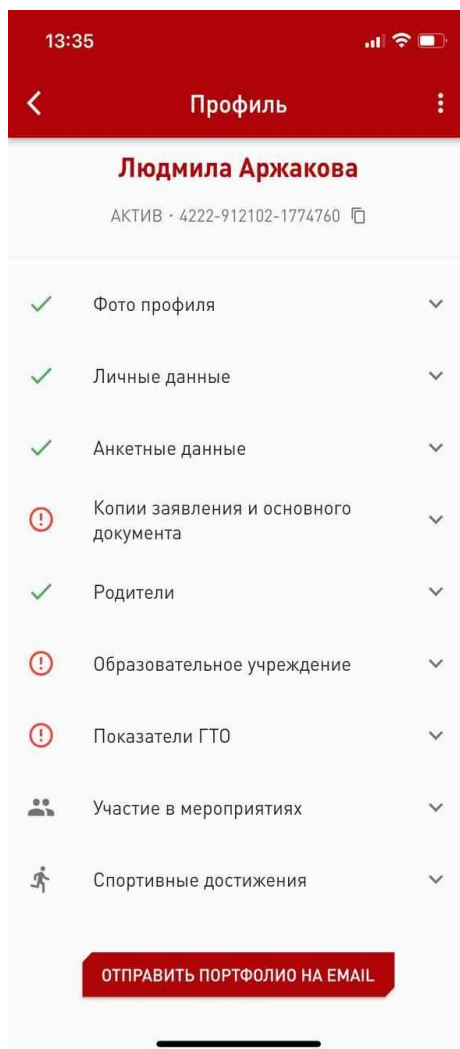 13:35
Профиль
Людмила Аржакова
АКТИВ · 4222-912102-1774760
Фото профиля
Личные данные
Анкетные данные
Копии заявления и основного
документа
Родители
Образовательное учреждение
Показатели ГТО
Участие в мероприятиях
Спортивные достижения
ОТПРАВИТЬ ПОРТФОЛИО НА EMAIL